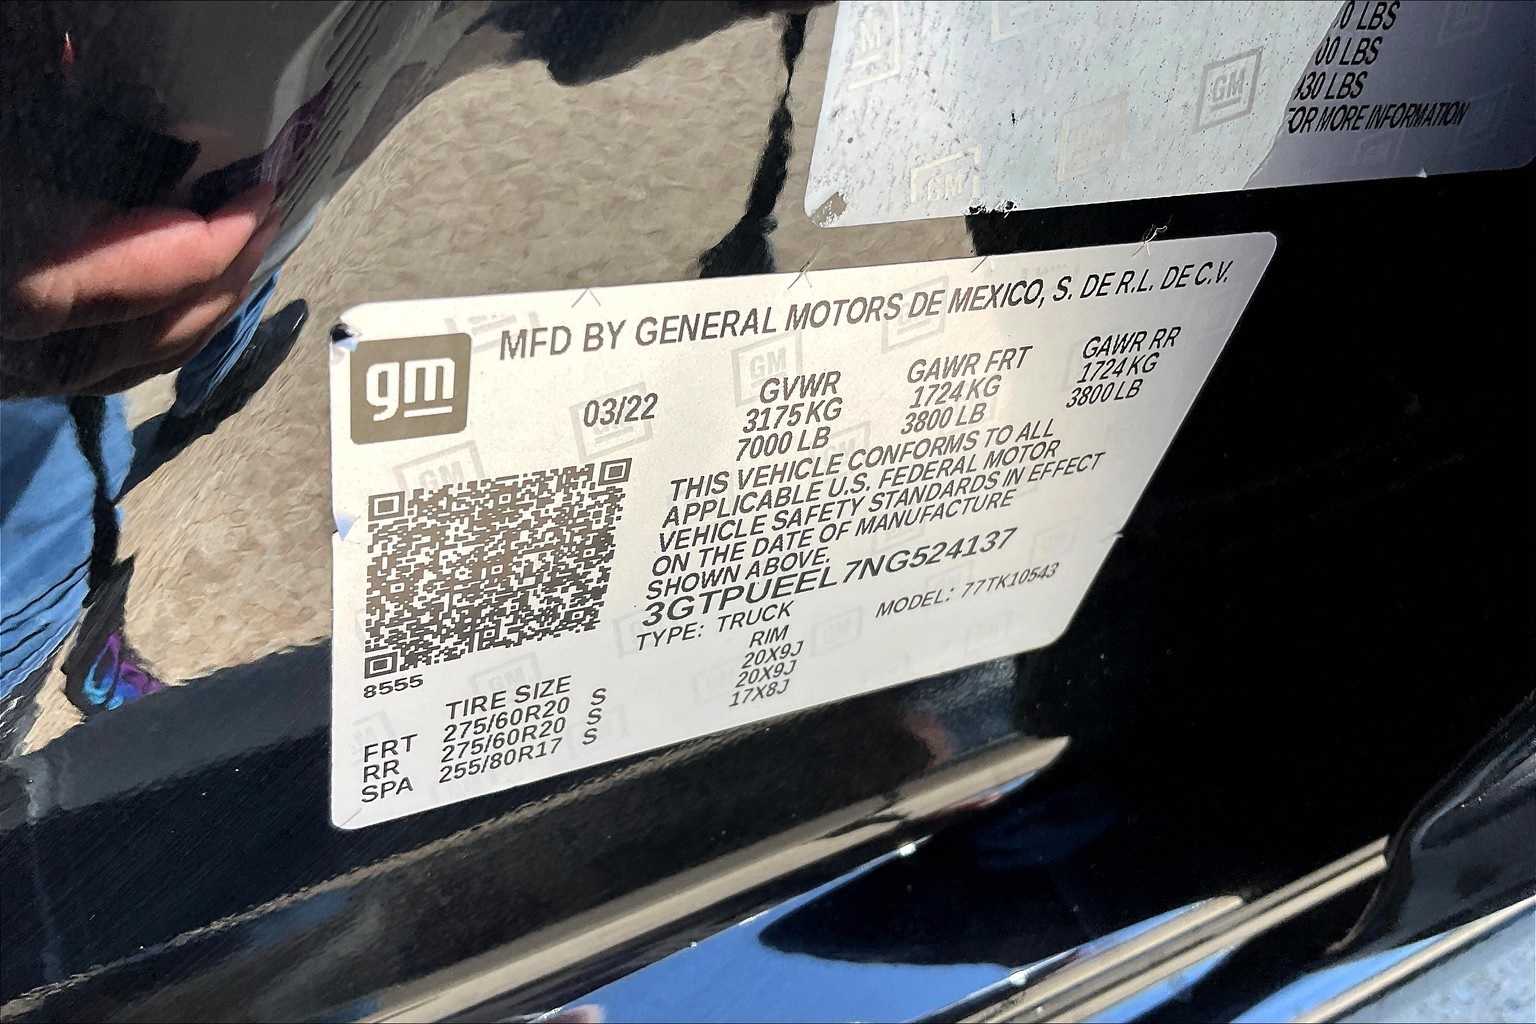 0 LBS
00 LBS
930 LBS
FOR MORE INFORMATION
GM
GM
gm
MFD BY GENERAL MOTORS DE MEXICO, S. DE R.L. DE C.V.
03/22
GVWR GAWR FRT GAWR RR
3175 KG 1724 KG 1724 KG
7000 LB 3800 LB 3800 LB
THIS VEHICLE CONFORMS TO ALL
APPLICABLE U.S. FEDERAL MOTOR
VEHICLE SAFETY STANDARDS IN EFFECT
ON THE DATE OF MANUFACTURE
SHOWN ABOVE.
3GTPUEEL7NG524137
TYPE: TRUCK MODEL: 77TK10543
8555
TIRE SIZE RIM
FRT 275/60R20 S 20X9J
RR 275/60R20 S 20X9J
SPA 255/80R17 S 17X8J